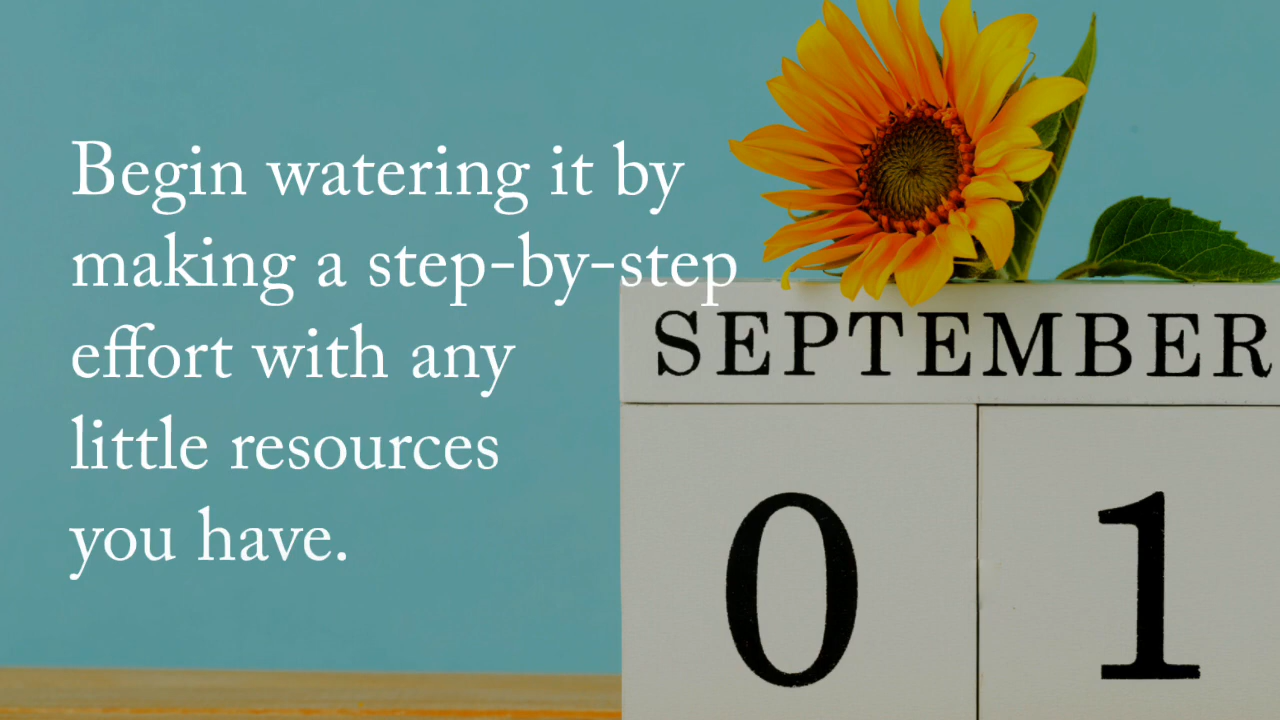 Begin watering it by
making a step-by-step
effort with any
little resources
you have.
SEPTEMBER
0 1